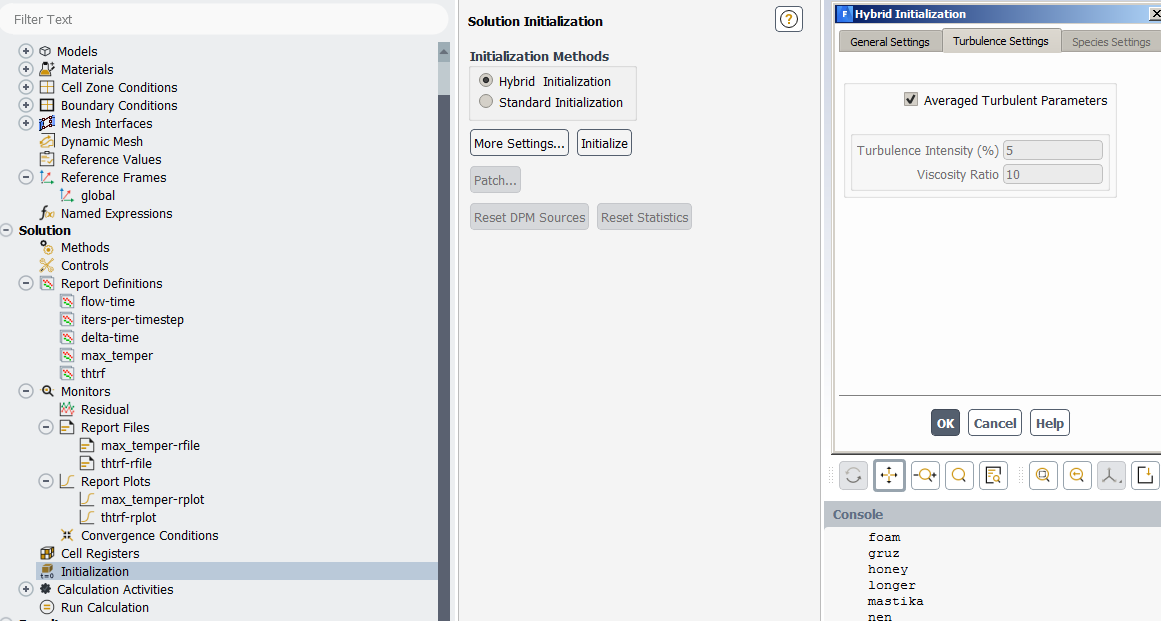 Filter Text
Models
Materials
Cell Zone Conditions
Boundary Conditions
Mesh Interfaces
Dynamic Mesh
Reference Values
Reference Frames
global
Named Expressions
Solution
Methods
Controls
Report Definitions
flow-time
iters-per-timestep
delta-time
max_temper
thtrf
Monitors
Residual
Report Files
max_temper-rfile
thtrf-rfile
Report Plots
max_temper-rplot
thtrf-rplot
Convergence Conditions
Cell Registers
Initialization
Calculation Activities
Run Calculation
Solution Initialization
Initialization Methods
Hybrid Initialization
Standard Initialization
More Settings... Initialize
Patch...
Reset DPM Sources Reset Statistics
Hybrid Initialization
General Settings Turbulence Settings Species Settings
Averaged Turbulent Parameters
Turbulence Intensity (%) 5
Viscosity Ratio 10
OK Cancel Help
Console
foam
gruz
honey
longer
mastika